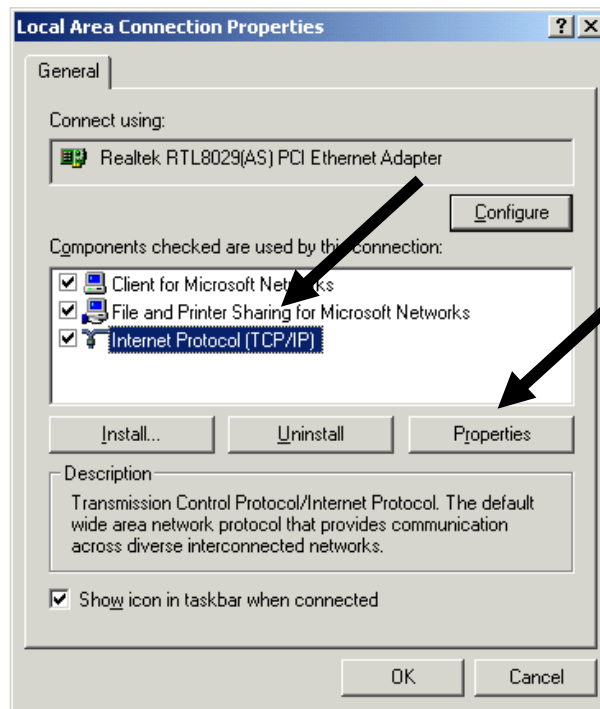 Local Area Connection Properties
General
Connect using:
Realtek RTL8029(AS) PCI Ethernet Adapter
Configure
Components checked are used by this connection:
Client for Microsoft Networks
File and Printer Sharing for Microsoft Networks
Internet Protocol (TCP/IP)
Install...
Uninstall
Properties
Description
Transmission Control Protocol/Internet Protocol. The default
wide area network protocol that provides communication
across diverse interconnected networks.
Show icon in taskbar when connected
OK
Cancel